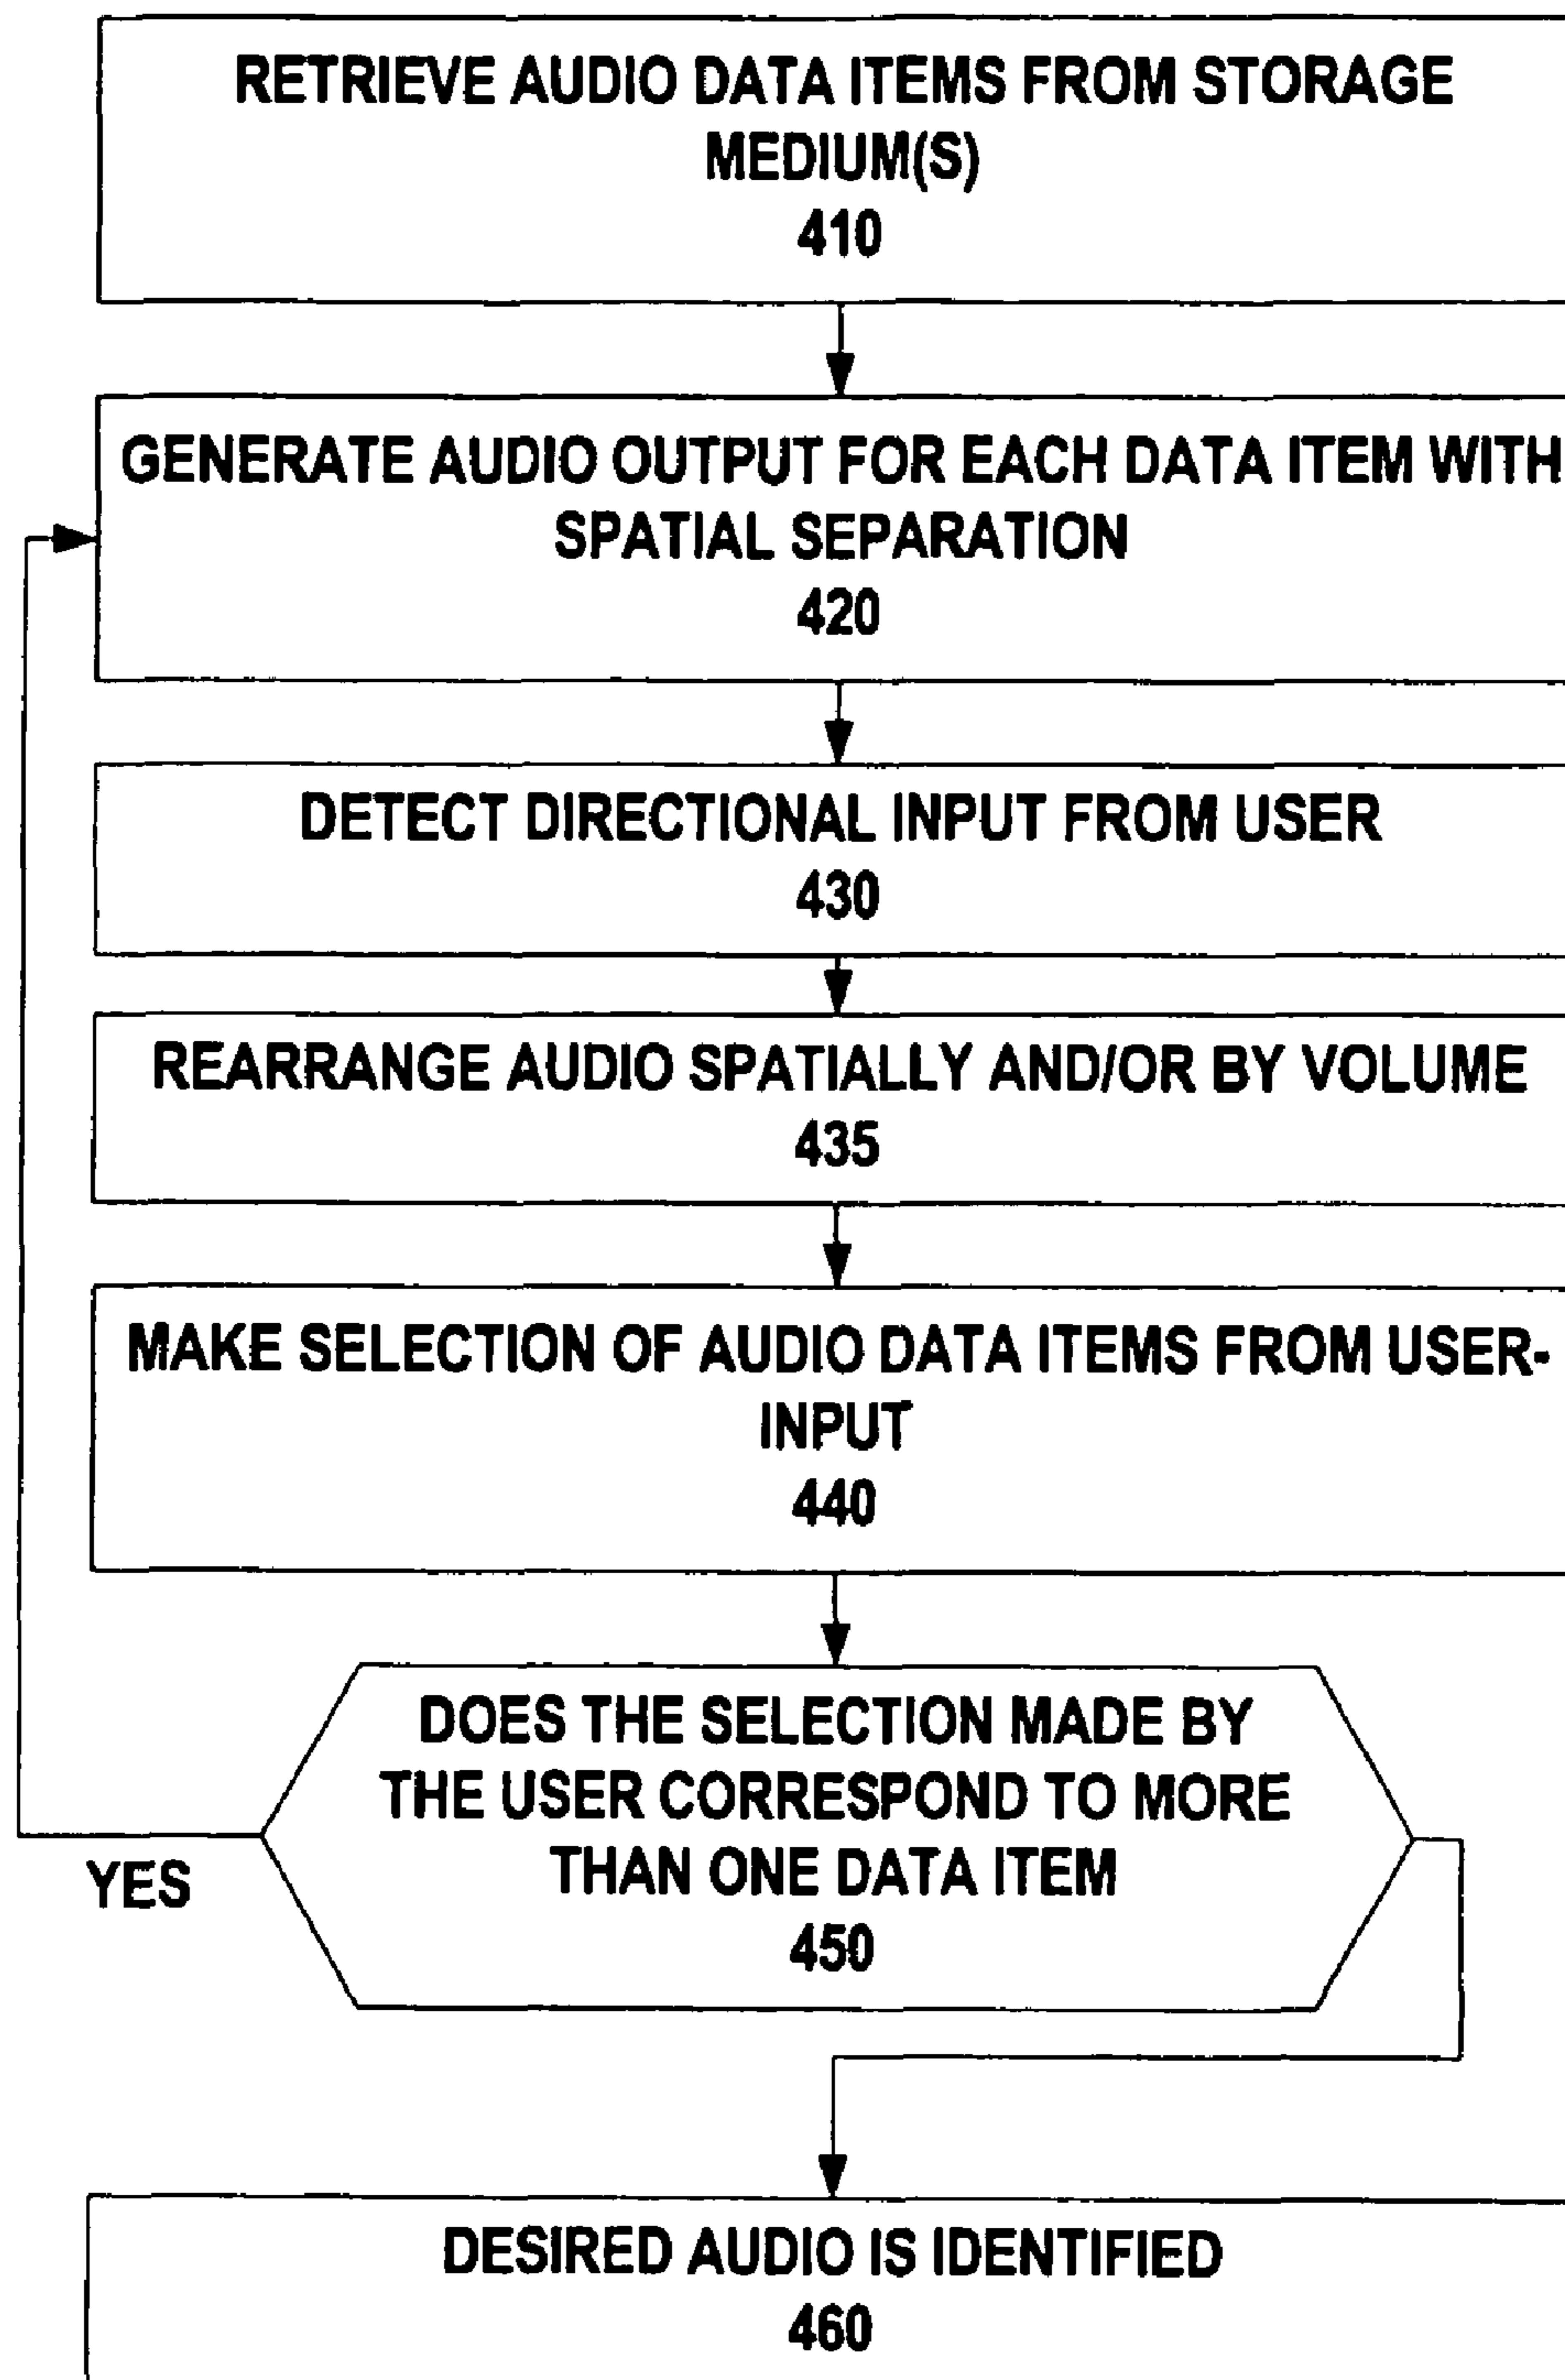 RETRIEVE AUDIO DATA ITEMS FROM STORAGE
MEDIUM(S)
410
GENERATE AUDIO OUTPUT FOR EACH DATA ITEM WITH
SPATIAL SEPARATION
420
DETECT DIRECTIONAL INPUT FROM USER
430
REARRANGE AUDIO SPATIALLY AND/OR BY VOLUME
435
MAKE SELECTION OF AUDIO DATA ITEMS FROM USER-
INPUT
440
DOES THE SELECTION MADE BY
THE USER CORRESPOND TO MORE
THAN ONE DATA ITEM
450
YES
DESIRED AUDIO IS IDENTIFIED
460